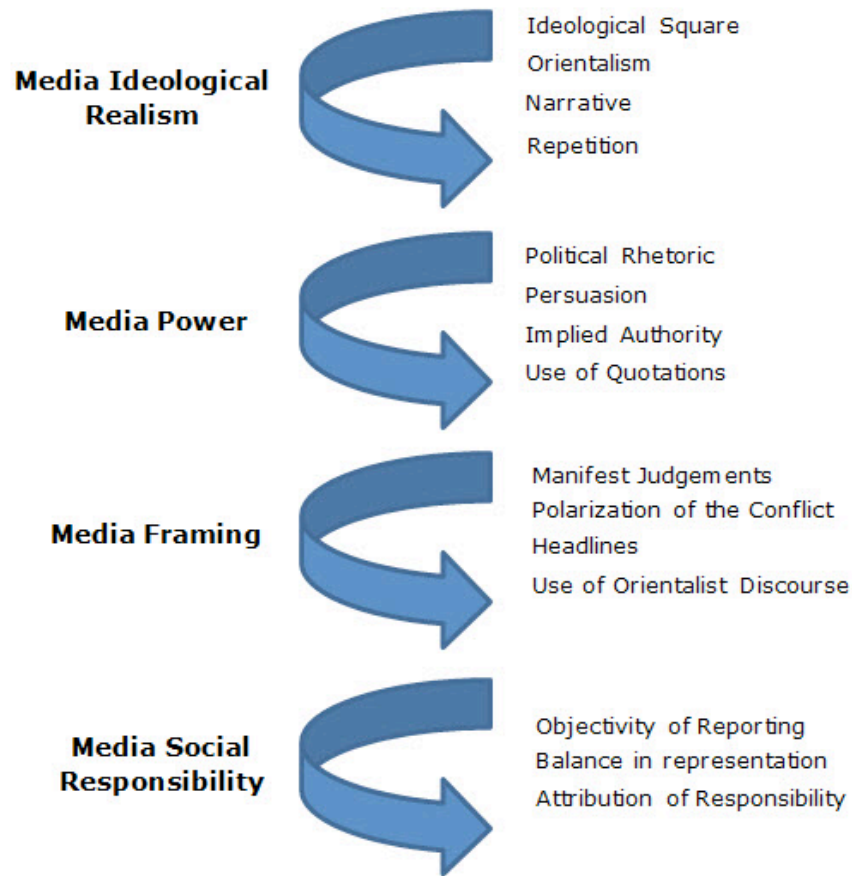 Media Ideological
Realism
Ideological Square
Orientalism
Narrative
Repetition
Media Power
Political Rhetoric
Persuasion
Implied Authority
Use of Quotations
Media Framing
Manifest Judgements
Polarization of the Conflict
Headlines
Use of Orientalist Discourse
Media Social
Responsibility
Objectivity of Reporting
Balance in representation
Attribution of Responsibility